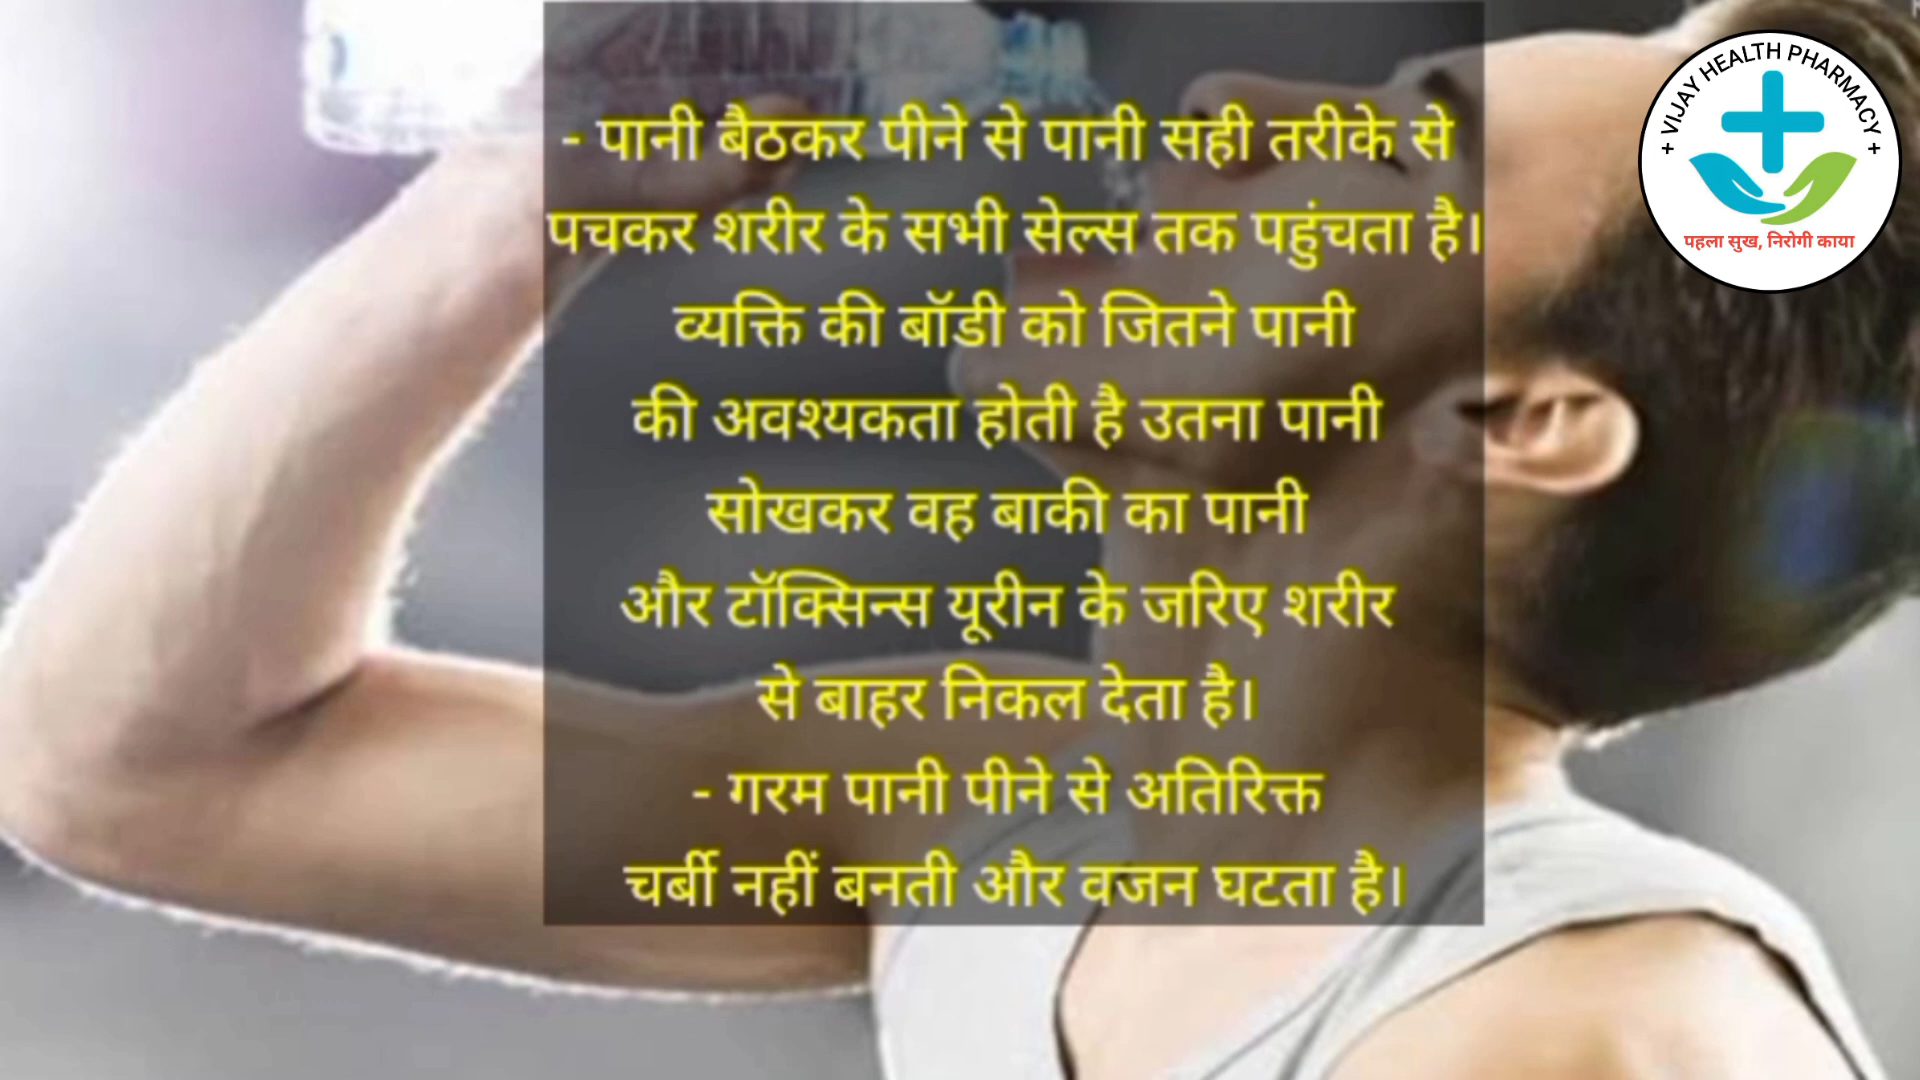 - पानी बैठकर पीने से पानी सही तरीके से
पचकर शरीर के सभी सेल्स तक पहुंचता है।
व्यक्ति की बॉडी को जितने पानी
की अवश्यकता होती है उतना पानी
सोखकर वह बाकी का पानी
और टॉक्सिन्स यूरीन के जरिए शरीर
से बाहर निकल देता है।
- गरम पानी पीने से अतिरिक्त
चर्बी नहीं बनती और वजन घटता है।
+ VIJAY HEALTH PHARMACY +
पहला सुख, निरोगी काया